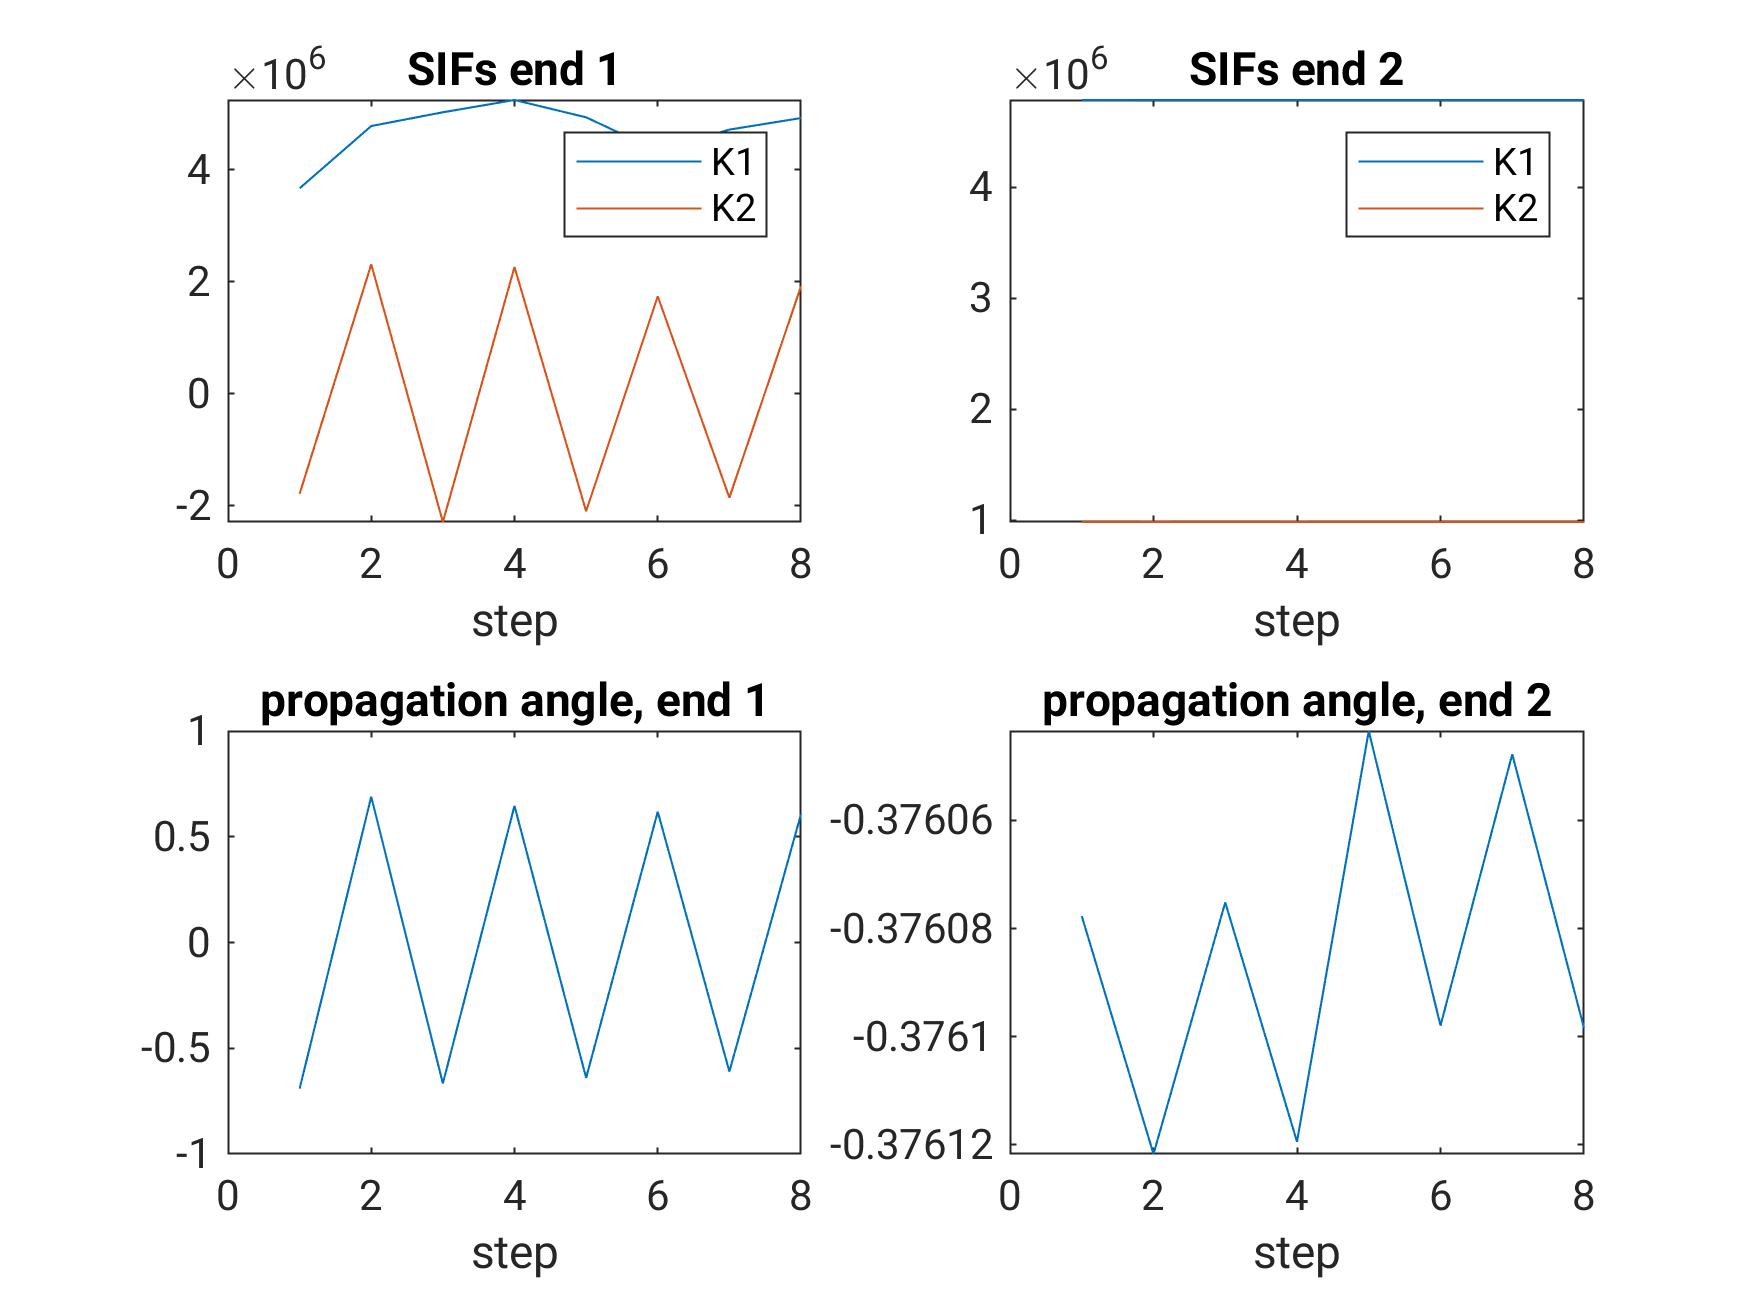 ×10^6
SIFs end 1
4
2
0
-2
K1
K2
0 2 4 6 8
step
×10^6
SIFs end 2
4
3
2
1
K1
K2
0 2 4 6 8
step
propagation angle, end 1
1
0.5
0
-0.5
-1
0 2 4 6 8
step
propagation angle, end 2
-0.37606
-0.37608
-0.3761
-0.37612
0 2 4 6 8
step